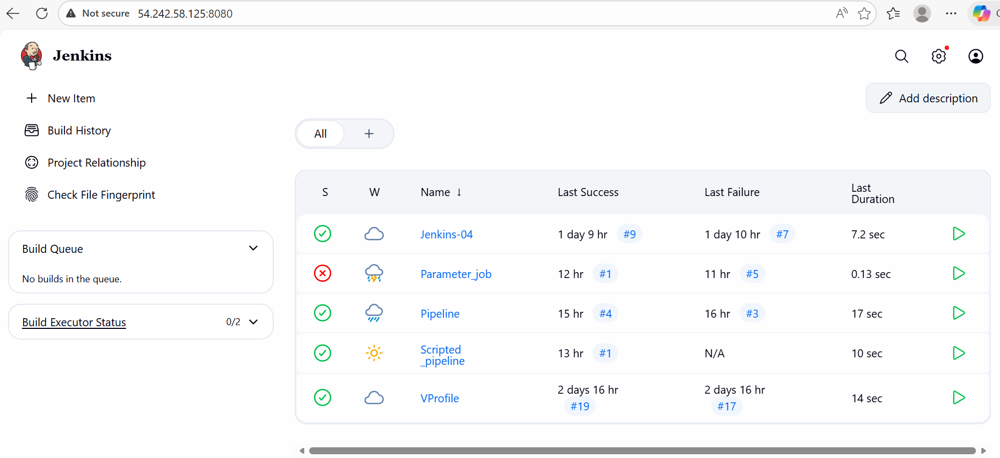 Not secure 54.242.58.125:8080
Jenkins
New Item
Build History
Project Relationship
Check File Fingerprint
Build Queue
No builds in the queue.
Build Executor Status 0/2
Add description
All
S W Name ↓ Last Success Last Failure Last
Duration
Jenkins-04 1 day 9 hr #9 1 day 10 hr #7 7.2 sec
Parameter_job 12 hr #1 11 hr #5 0.13 sec
Pipeline 15 hr #4 16 hr #3 17 sec
Scripted
_pipeline 13 hr #1 N/A 10 sec
2 days 16 hr 2 days 16 hr
VProfile #19 #17 14 sec